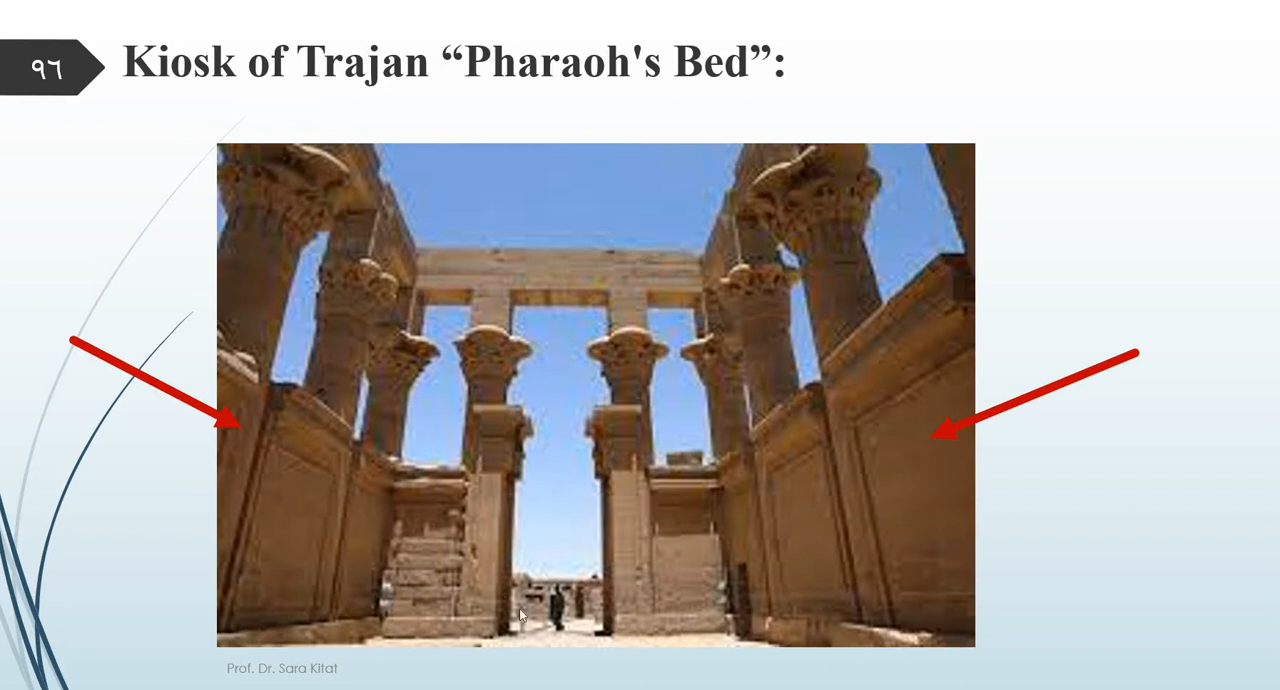 ٩٦
Kiosk of Trajan “Pharaoh's Bed”:
Prof. Dr. Sara Kitat